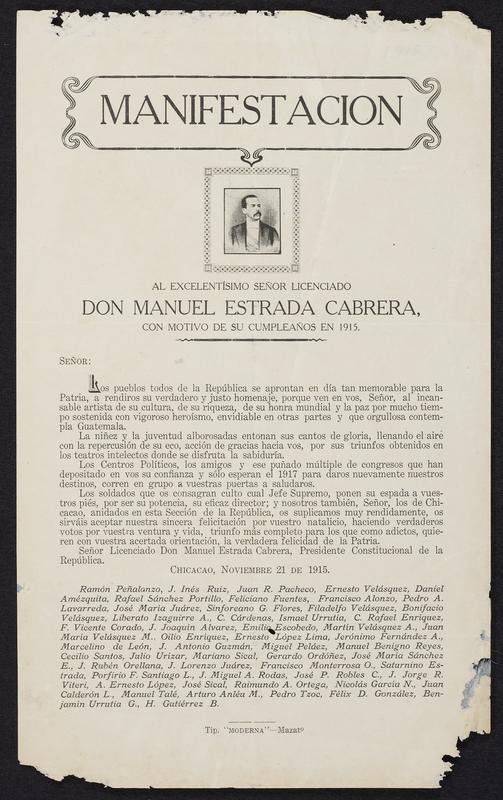 MANIFESTACION
AL EXCELENTÍSIMO SEÑOR LICENCIADO
DON MANUEL ESTRADA CABRERA,
CON MOTIVO DE SU CUMPLEAÑOS EN 1915.
SEÑOR:
Los pueblos todos de la República se aprontan en día tan memorable para la
Patria, a rendiros su verdadero y justo homenaje, porque ven en vos, Señor, al incan-
sable artista de su cultura, de su riqueza, de su honra mundial y la paz por mucho tiem-
po sostenida con vigoroso heroísmo, envidiable en otras partes y que orgullosa contem-
pla Guatemala.
La niñez y la juventud alborosadas entonan sus cantos de gloria, llenando el aire
con la repercusión de su eco, acción de gracias hacia vos, por sus triunfos obtenidos en
los teatros intelectos donde se disfruta la sabiduría.
Los Centros Políticos, los amigos y ese puñado múltiple de congresos que han
depositado en vos su confianza y sólo esperan el 1917 para daros nuevamente nuestros
destinos, corren en grupo a vuestras puertas a saludaros.
Los soldados que os consagran culto cual Jefe Supremo, ponen su espada a vues-
tros piés, por ser su potencia, su eficaz director; y nosotros también, Señor, los de Chi-
cacao, anidados en esta Sección de la República, os suplicamos muy rendidamente, os
sirváis aceptar nuestra sincera felicitación por vuestro natalicio, haciendo verdaderos
votos por vuestra ventura y vida, triunfo más completo para los que como adictos, quie-
ren con vuestra acertada orientación, la veradera felicidad de la Patria.
Señor Licenciado Don Manuel Estrada Cabrera, Presidente Constitucional de la
República.
CHICACAO, NOVIEMBRE 21 DE 1915.
Ramón Peñalonzo, J. Inés Ruiz, Juan R. Pacheco, Ernesto Velásquez, Daniel
Amézquita, Rafael Sánchez Portillo, Feliciano Fuentes, Francisco Alonzo, Pedro A.
Lavarreda, José María Juárez, Sinforeano G. Flores, Filadelfo Velásquez, Bonifacio
Velásquez, Liberato Izaguirre A., C. Cárdenas, Ismael Urrutia, C. Rafael Enríquez,
F. Vicente Corado, J. Joaquin Alvarez, Emilio Escobedo, Martín Velásquez A., Juan
María Velásquez M.. Oilio Enriquez, Ernesto López Lima, Jerónimo Fernández A.,
Marcelino de León, J. Antonio Guzmán, Miguel Peláez, Manuel Benigno Reyes,
Cecilio Santos, Julio Urizar, Mariano Sical, Gerardo Ordóñez, José María Sánchez
E., J. Rubén Orellana, J. Lorenzo Juárez, Francisco Monterrosa O., Saturnino Es-
trada, Porfirio F. Santiago L., J. Miguel A. Rodas, José P. Robles C., J. Jorge R.
Viteri, A. Ernesto López, José Sical, Raimundo A. Ortega, Nicolás García N., Juan
Calderón L., Manuel Talé, Arturo Anléu M., Pedro Tzoc, Félix D. González, Ben-
jamin Urrutia G., H. Gutiérrez B.
Tip. "MODERNA"—Mazatº